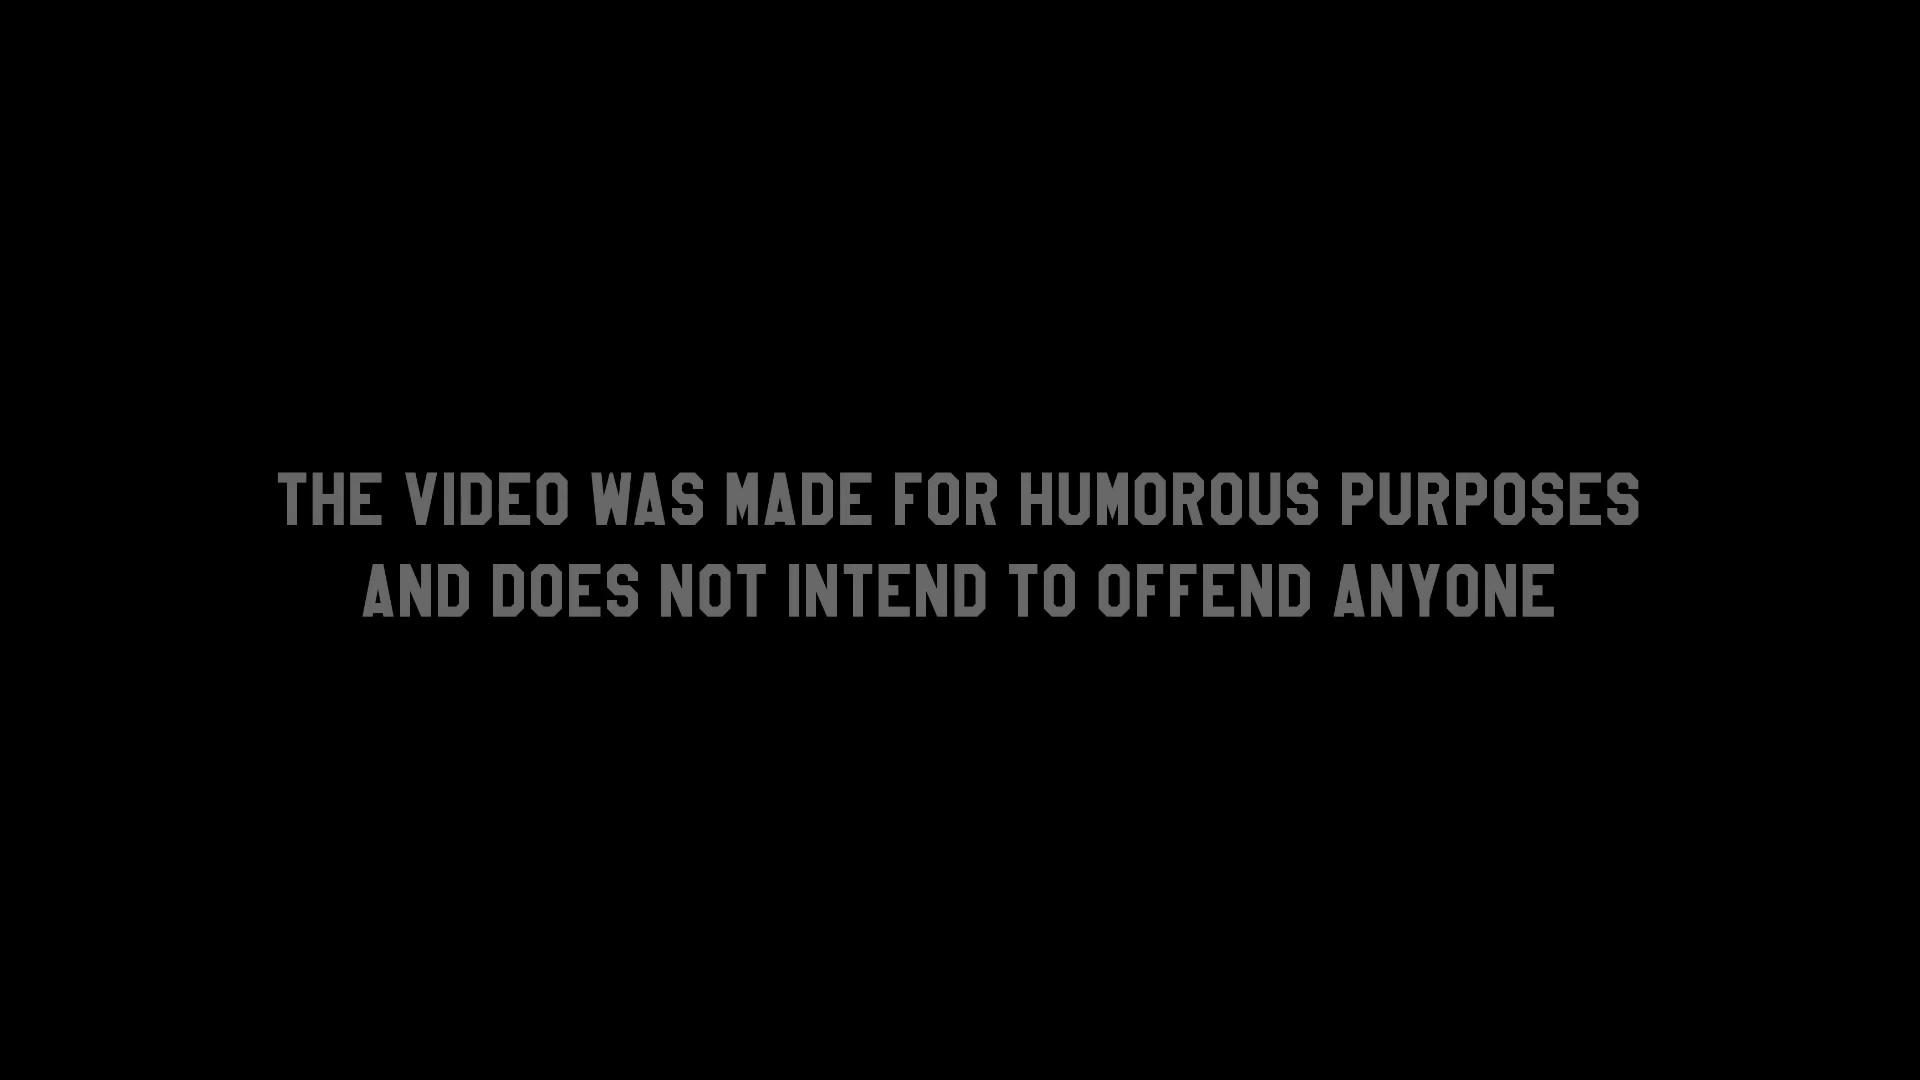 THE VIDEO WAS MADE FOR HUMOROUS PURPOSES
AND DOES NOT INTEND TO OFFEND ANYONE